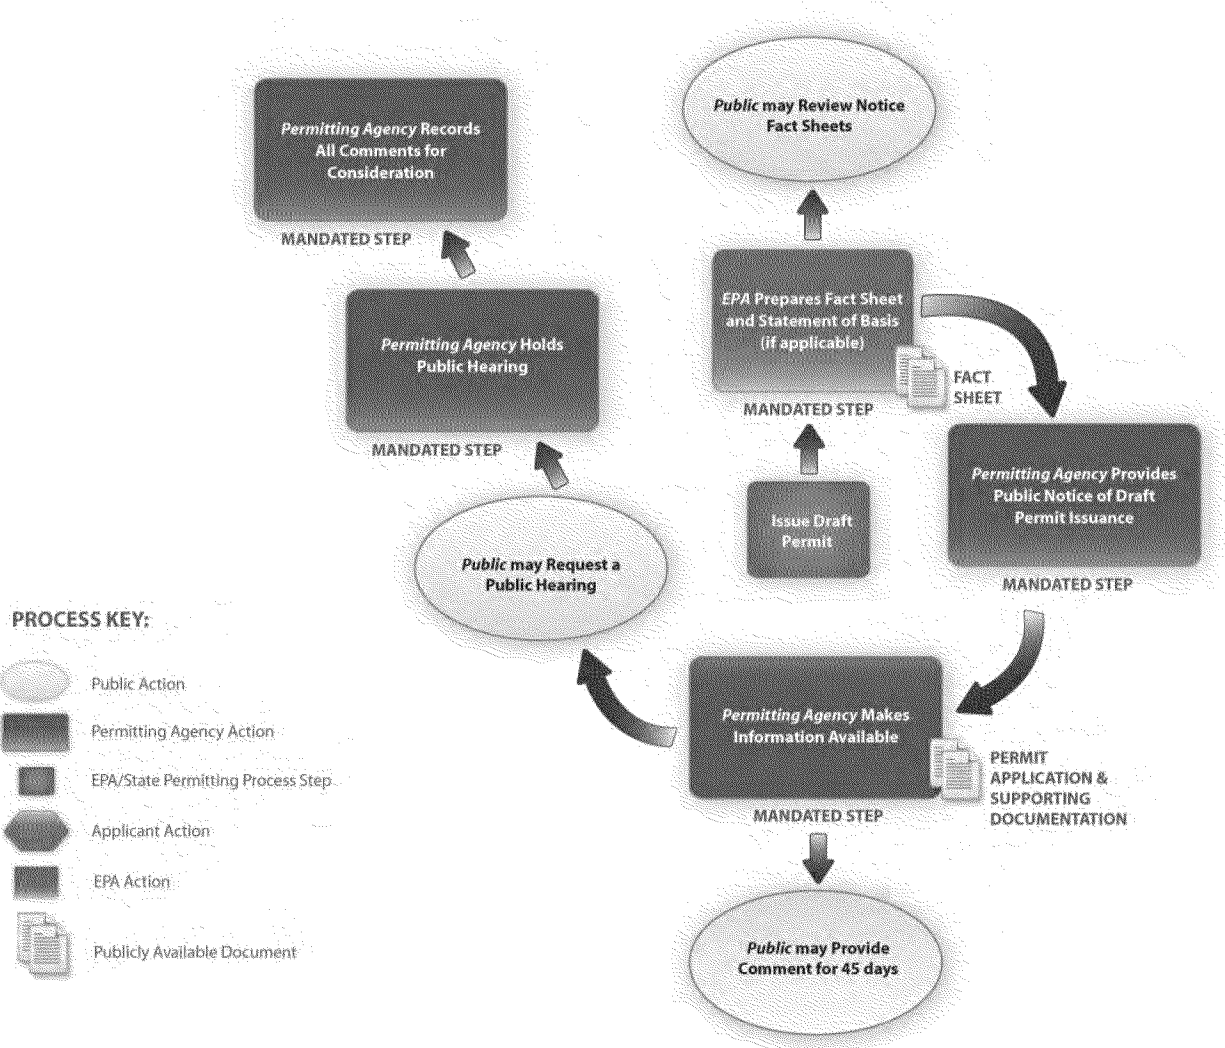 Public may Review Notice
Fact Sheets
Permitting Agency Records
All Comments for
Consideration
MANDATED STEP
EPA Prepares Fact Sheet
and Statement of Basis
(if applicable)
FACT
SHEET
MANDATED STEP
Permitting Agency Holds
Public Hearing
MANDATED STEP
Permitting Agency Provides
Public Notice of Draft
Permit Issuance
MANDATED STEP
Issue Draft
Permit
Public may Request a
Public Hearing
Permitting Agency Makes
Information Available
PERMIT
APPLICATION &
SUPPORTING
DOCUMENTATION
MANDATED STEP
Public may Provide
Comment for 45 days
PROCESS KEY:
Public Action
Permitting Agency Action
EPA/State Permitting Process Step
Applicant Action
EPA Action
Publicly Available Document